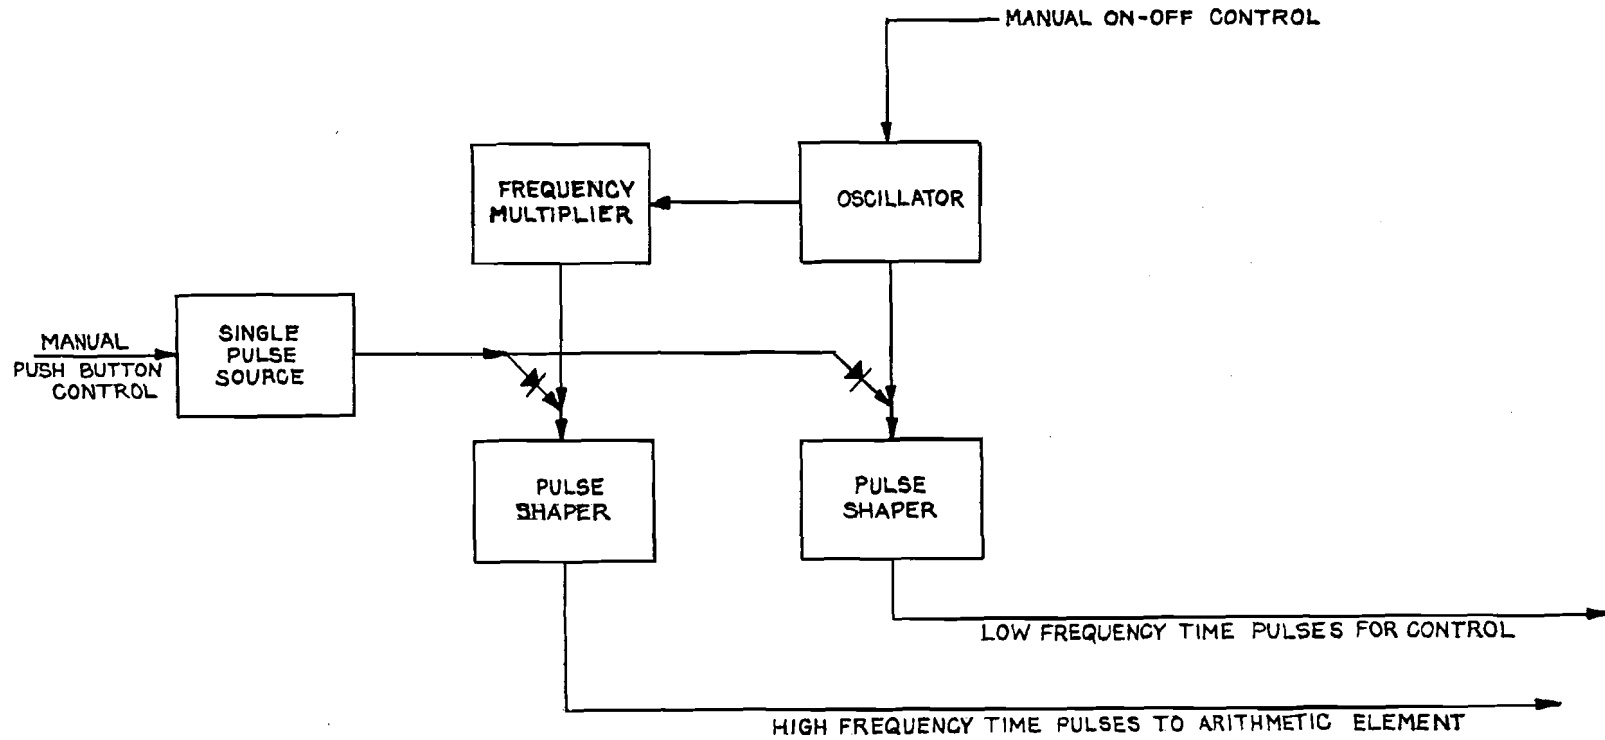 MANUAL ON-OFF CONTROL
FREQUENCY
MULTIPLIER
OSCILLATOR
MANUAL
PUSH BUTTON
CONTROL
SINGLE
PULSE
SOURCE
PULSE
SHAPER
PULSE
SHAPER
LOW FREQUENCY TIME PULSES FOR CONTROL
HIGH FREQUENCY TIME PULSES TO ARITHMETIC ELEMENT